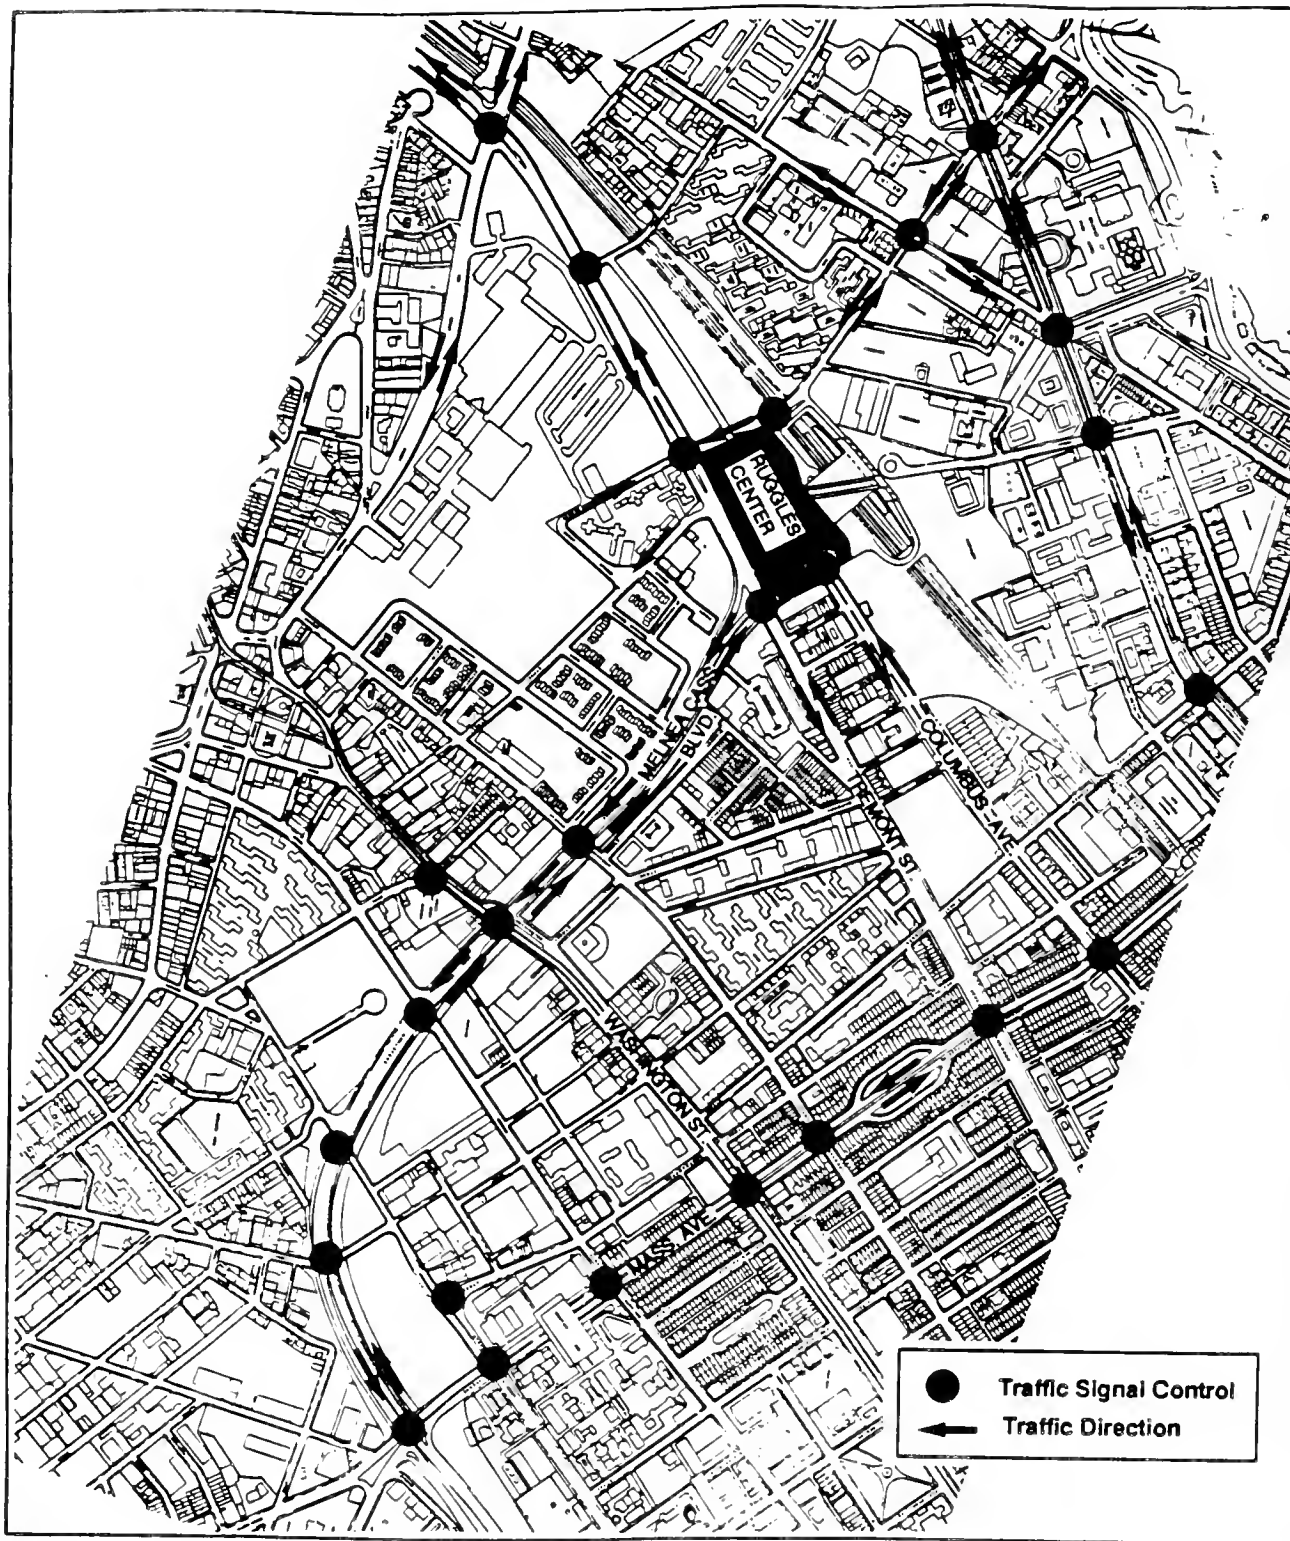 RUGGLES
CENTER
MELNEA CASS
BLVD
COLUMBUS AVE
TREMONT ST
WASHINGTON ST
MASS. AVE
Traffic Signal Control
Traffic Direction